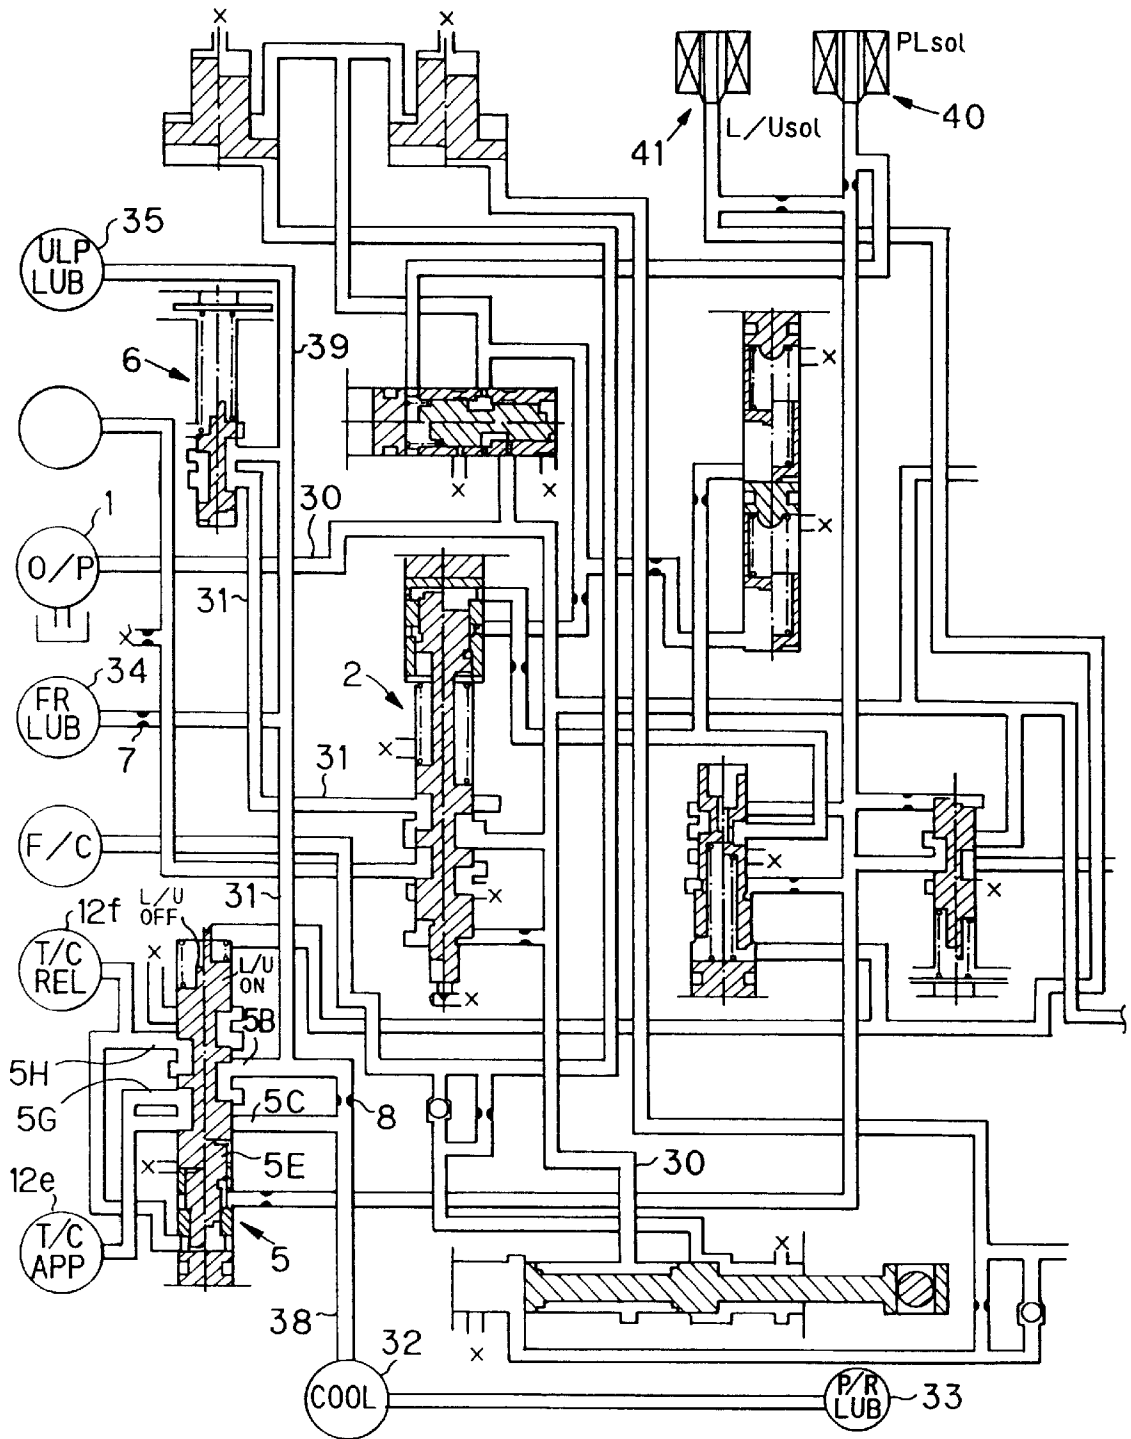 X
X
PLsol
40
L/Usol
41
35
ULP
LUB
39
6
X
X
X
X
1
30
O/P
31
X
34
FR
LUB
2
7
X
31
F/C
X
X
31
L/U
OFF
12f
X
T/C
REL
L/U
ON
X
5B
5H
5G
5C
8
X
5E
30
12e
T/C
APP
5
X
38
X
32
COOL
P/R
LUB
33